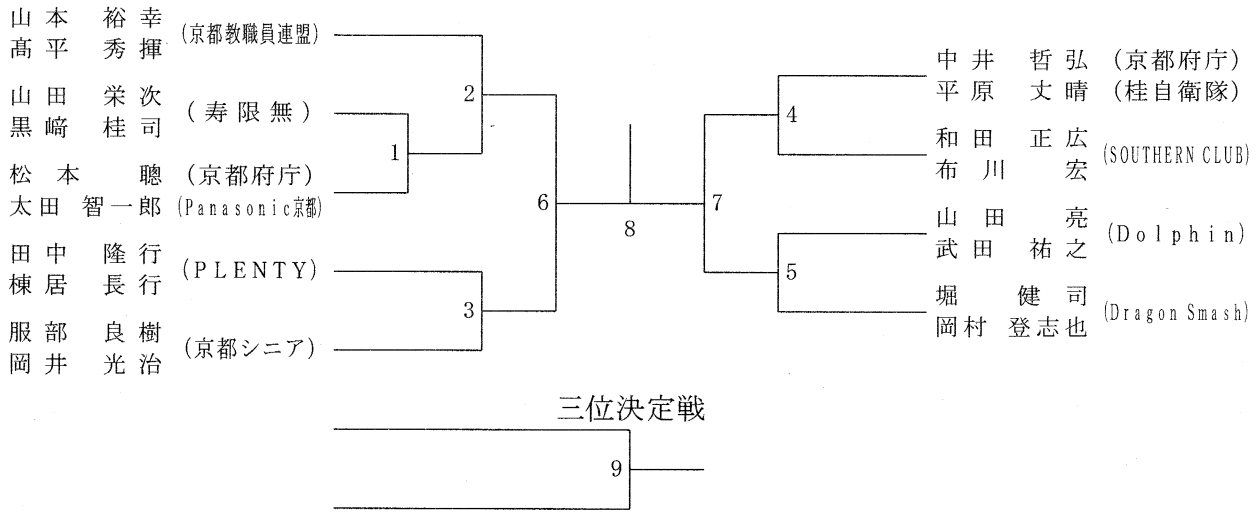 山本 裕幸 (京都教職員連盟)
髙平 秀揮
山田 栄次 (寿限無)
黒﨑 桂司
松本 聰 (京都府庁)
太田 智一郎 (Panasonic京都)
田中 隆行 (PLENTY)
棟居 長行
服部 良樹 (京都シニア)
岡井 光治
1
2
3
6
8
7
4
5
中井 哲弘 (京都府庁)
平原 丈晴 (桂自衛隊)
和田 正広 (SOUTHERN CLUB)
布川 宏
山田 亮 (Dolphin)
武田 祐之
堀 健司 (Dragon Smash)
岡村 登志也
三位決定戦
9